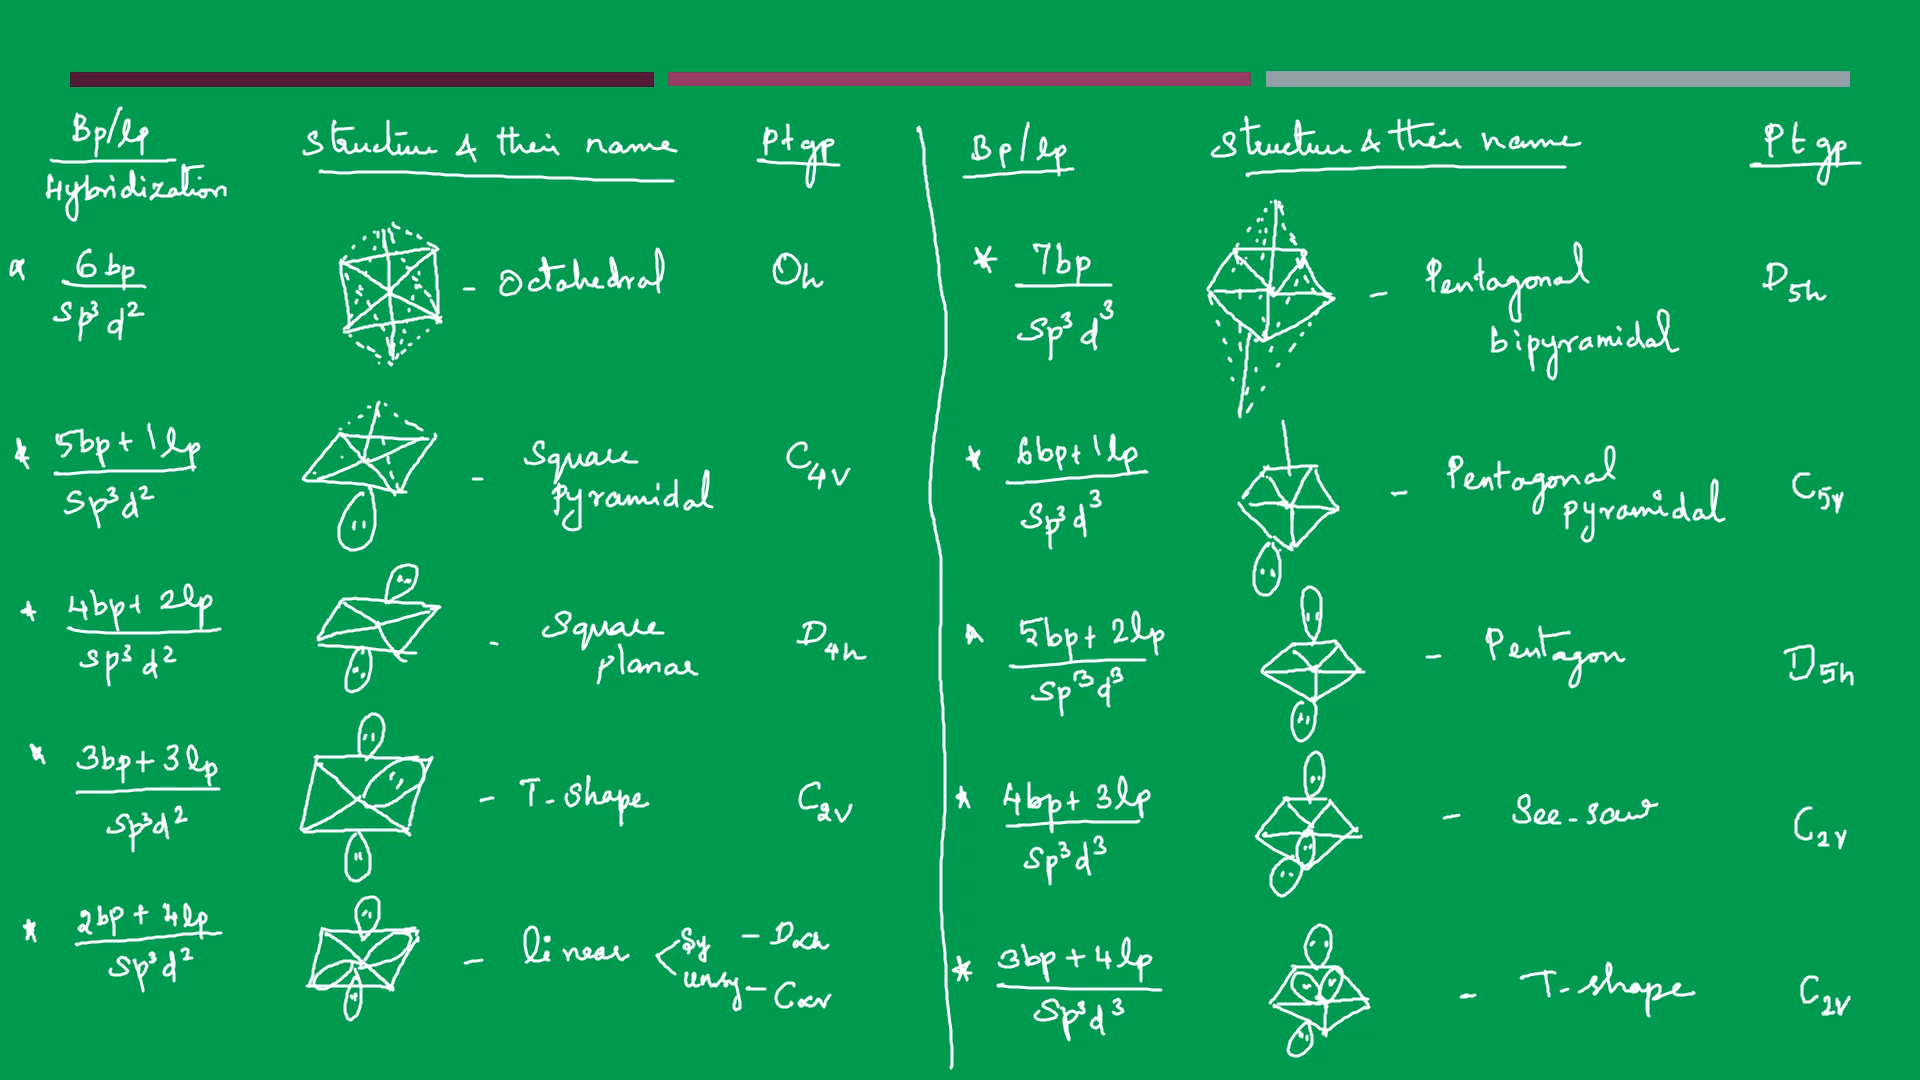 Bp/lp
Hybridization
Structure & their name
Pt gp
6bp
Sp³d²
- Octahedral
Oh
5bp + 1lp
Sp³d²
- Square
pyramidal
C4v
4bp + 2lp
Sp³d²
- Square
planar
D4h
3bp + 3lp
Sp³d²
- T-shape
C2v
2bp + 4lp
Sp³d²
- linear
Sy - D∞h
unsy - C∞v
Bp/lp
Structure & their name
Pt gp
7bp
Sp³d³
- Pentagonal
bipyramidal
D5h
6bp + 1lp
Sp³d³
- Pentagonal
pyramidal
C5v
5bp + 2lp
Sp³d³
- Pentagon
D5h
4bp + 3lp
Sp³d³
- See-saw
C2v
3bp + 4lp
Sp³d³
- T-shape
C2v